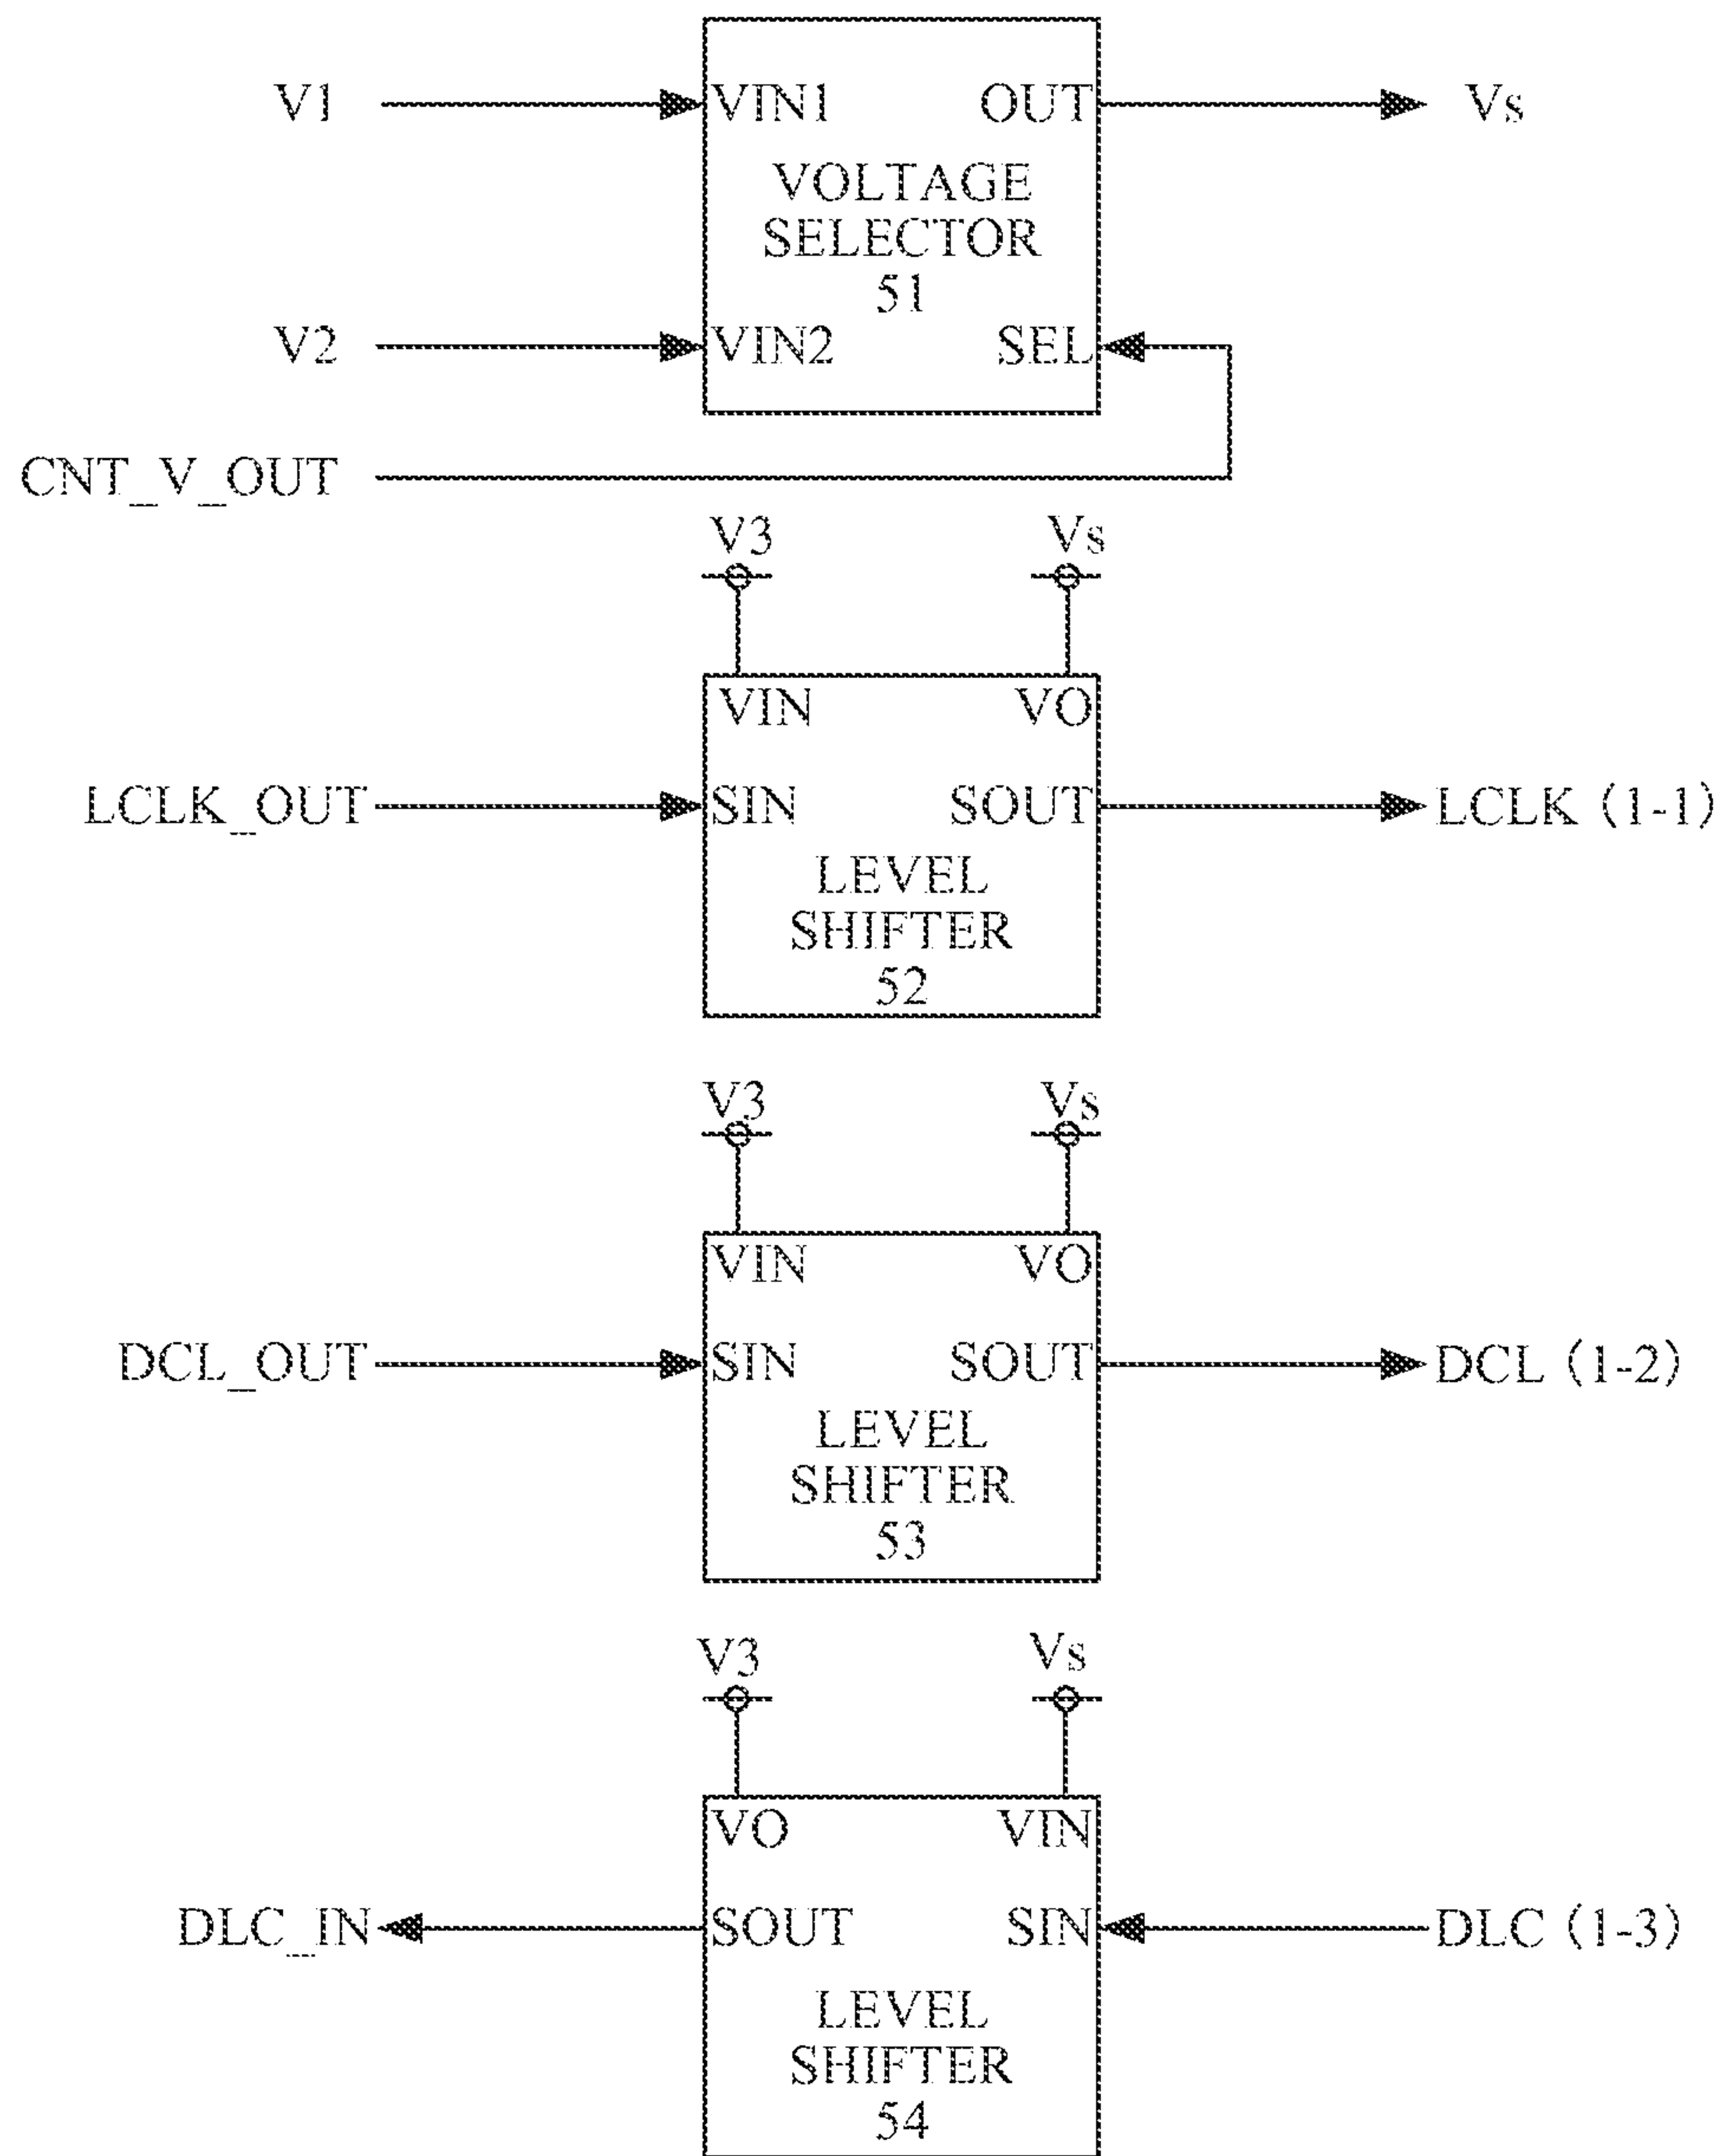 V1 VIN1 OUT Vs
VOLTAGE
SELECTOR
51
V2 VIN2 SEL
CNT_V_OUT
V3 Vs
VIN VO
LCLK_OUT SIN SOUT LCLK (1-1)
LEVEL
SHIFTER
52
V3 Vs
VIN VO
DCL_OUT SIN SOUT DCL (1-2)
LEVEL
SHIFTER
53
V3 Vs
VO VIN
DLC_IN SOUT SIN DLC (1-3)
LEVEL
SHIFTER
54